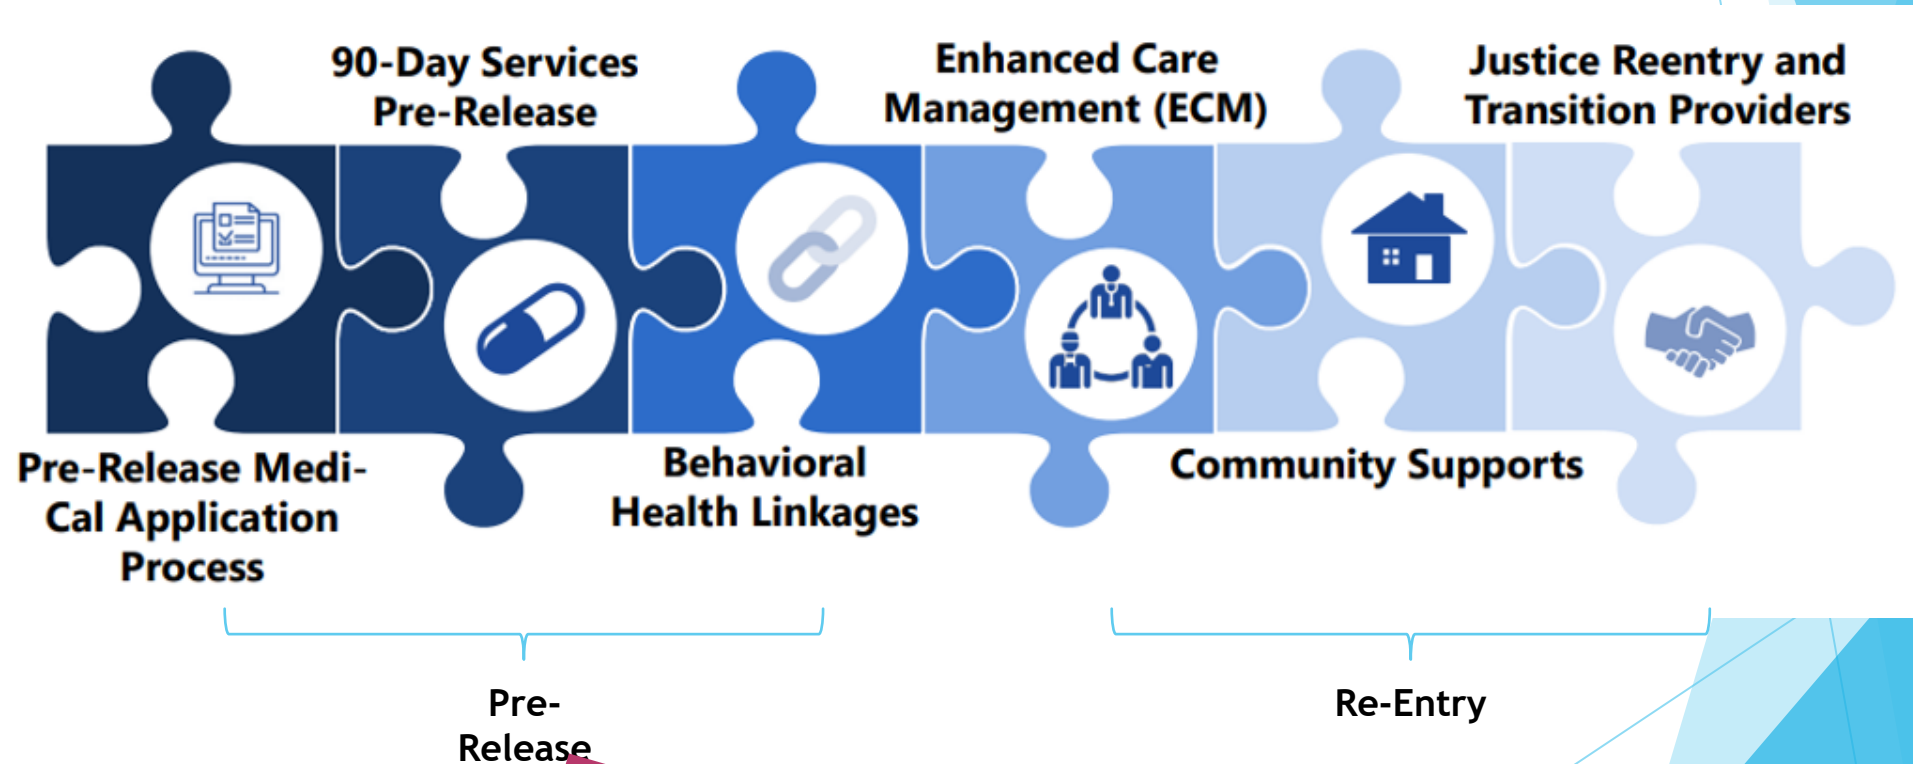 90-Day Services
Pre-Release
Enhanced Care
Management (ECM)
Justice Reentry and
Transition Providers
Pre-Release Medi-
Cal Application
Process
Behavioral
Health Linkages
Community Supports
Pre-
Release
Re-Entry